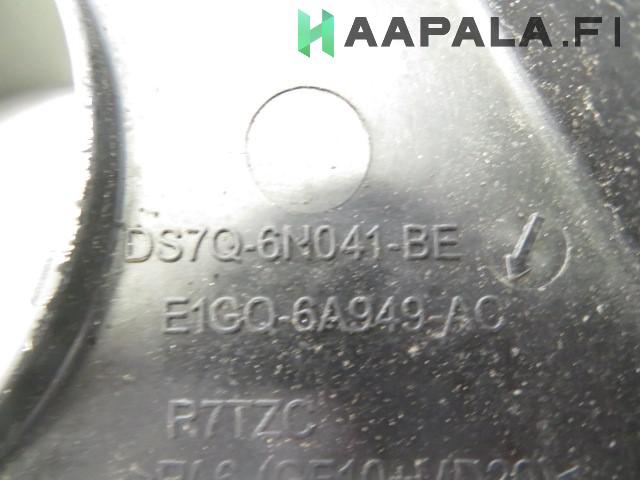 HAAPALA.FI
DS7Q-6N041-BE
E1GQ-6A949-AC
R7TZC